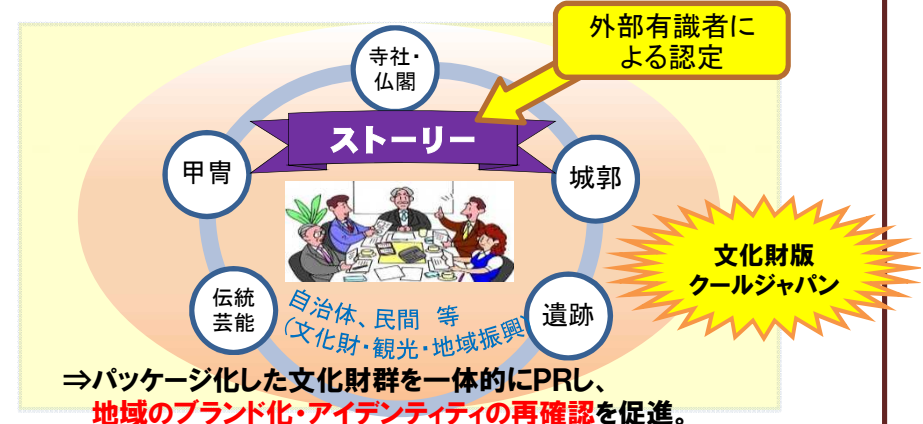 外部有識者に
よる認定
寺社・
仏閣
ストーリー
甲冑
城郭
文化財版
クールジャパン
伝統
芸能
遺跡
自治体、民間 等
(文化財・観光・地域振興)
⇒パッケージ化した文化財群を一体的にPRし、
地域のブランド化・アイデンティティの再確認を促進。